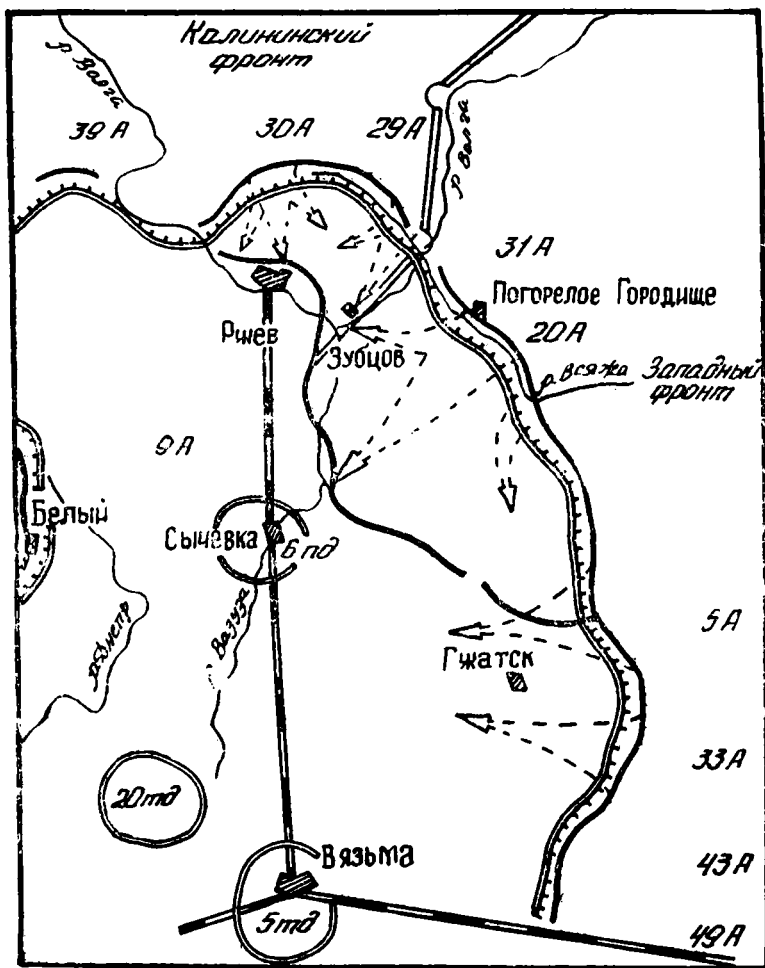 Калининский
фронт
р. Волга
39 А
30 А
29 А
р. Волга
31 А
Погорелое Городище
Ржев
Зубцов
20 А
р. Всяжа
Западный
фронт
9 А
Белый
Сычевка
6 пд
р. Днепр
р. Вазуза
5 А
Гжатск
20 тд
33 А
Вязьма
43 А
5 тд
49 А